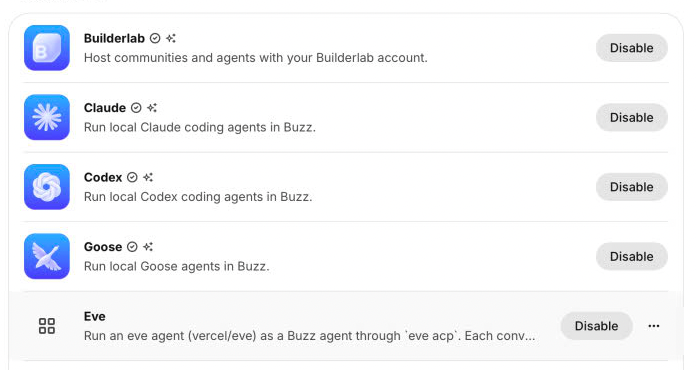 Builderlab
Host communities and agents with your Builderlab account.
Disable
Claude
Run local Claude coding agents in Buzz.
Disable
Codex
Run local Codex coding agents in Buzz.
Disable
Goose
Run local Goose agents in Buzz.
Disable
Eve
Run an eve agent (vercel/eve) as a Buzz agent through `eve acp`. Each conv...
Disable